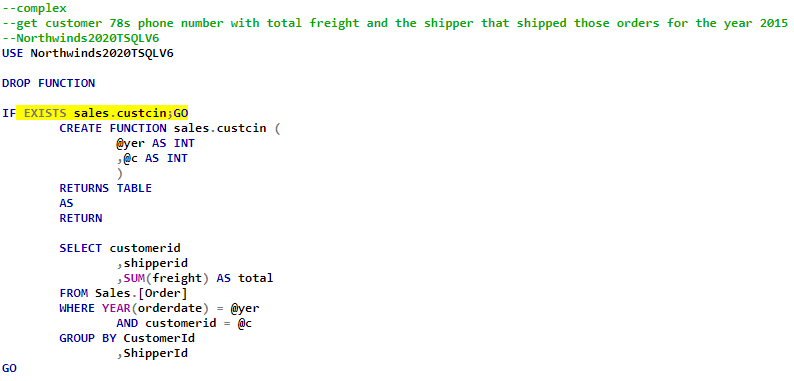 --complex
--get customer 78s phone number with total freight and the shipper that shipped those orders for the year 2015
--Northwinds2020TSQLV6
USE Northwinds2020TSQLV6
DROP FUNCTION
IF EXISTS sales.custcin;GO
CREATE FUNCTION sales.custcin (
@yer AS INT
,@c AS INT
)
RETURNS TABLE
AS
RETURN
SELECT customerid
,shipperid
,SUM(freight) AS total
FROM Sales.[Order]
WHERE YEAR(orderdate) = @yer
AND customerid = @c
GROUP BY CustomerId
,ShipperId
GO